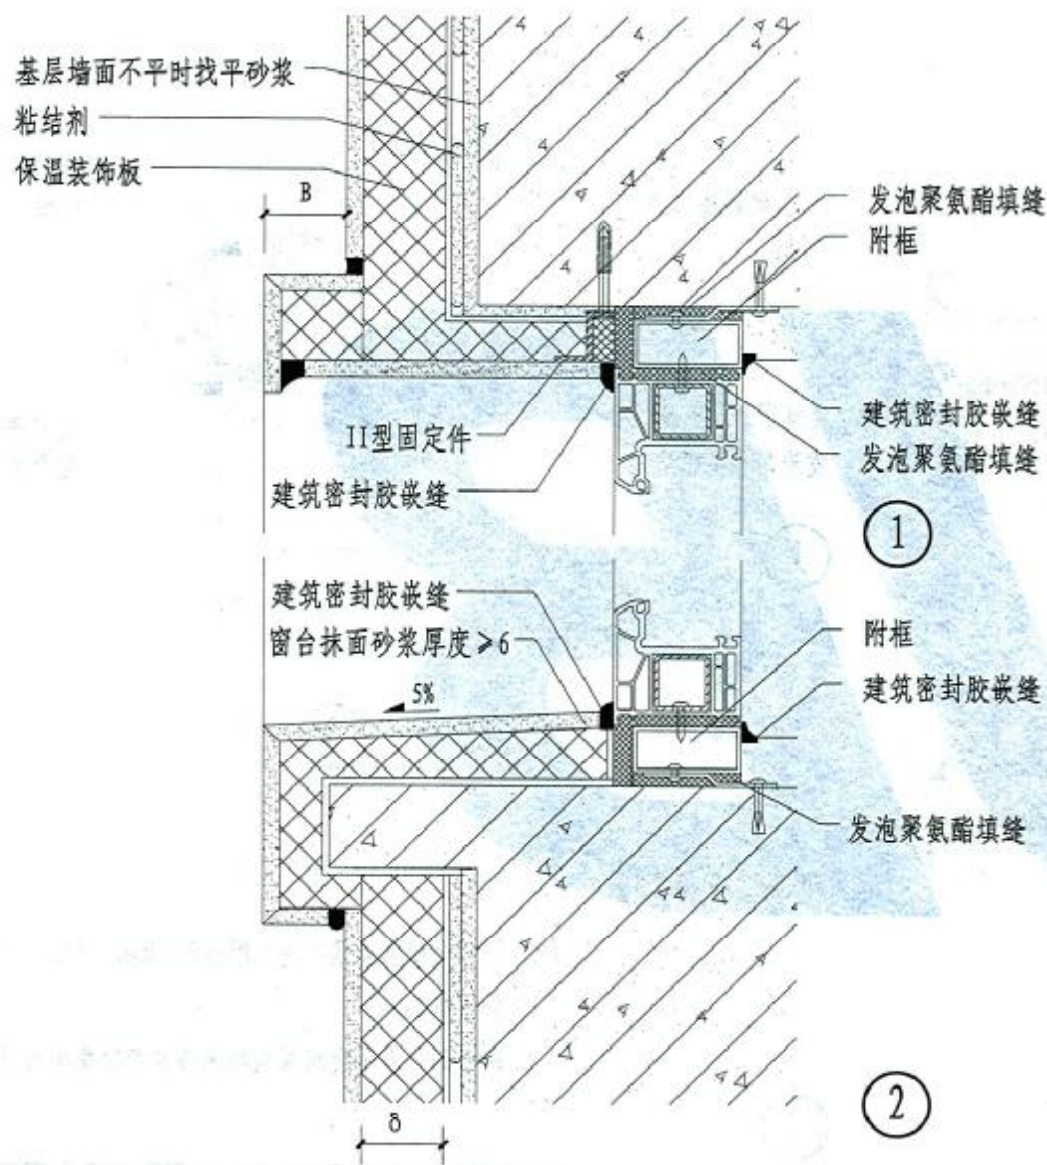 基层墙面不平时找平砂浆
粘结剂
保温装饰板
B
发泡聚氨酯填缝
附框
II型固定件
建筑密封胶嵌缝
建筑密封胶嵌缝
发泡聚氨酯填缝
1
建筑密封胶嵌缝
窗台抹面砂浆厚度≥6
5%
附框
建筑密封胶嵌缝
发泡聚氨酯填缝
2
δ